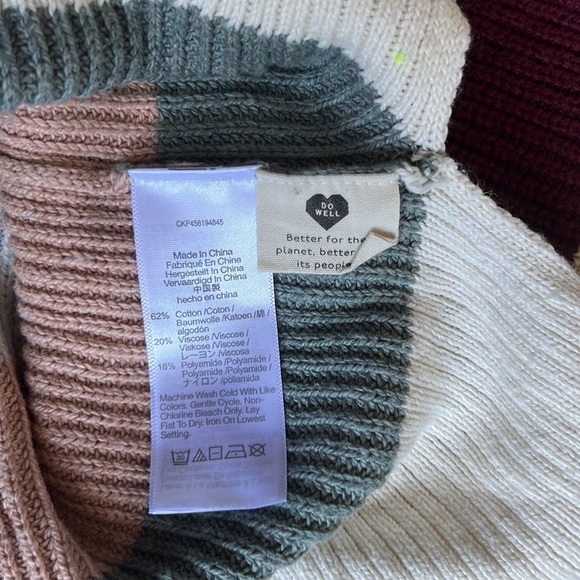 CKP456194845
Made In China
Fabriqué En Chine
Hergestellt In China
Vervaardigd In China
中国製
hecho en china
62% Cotton /Coton /
Baumwolle /Katoen /綿 /
algodón
20% Viscose /Viscose /
Viskose /Viscose /
レーヨン /viscosa
18% Polyamide /Polyamide /
Polyamide /Polyamide /
ナイロン /poliamida
Machine Wash Cold With Like
Colors. Gentle Cycle. Non-
Chlorine Bleach Only. Lay
Flat To Dry. Iron On Lowest
Setting.
30
DO
WELL
Better for the
planet, better
its people